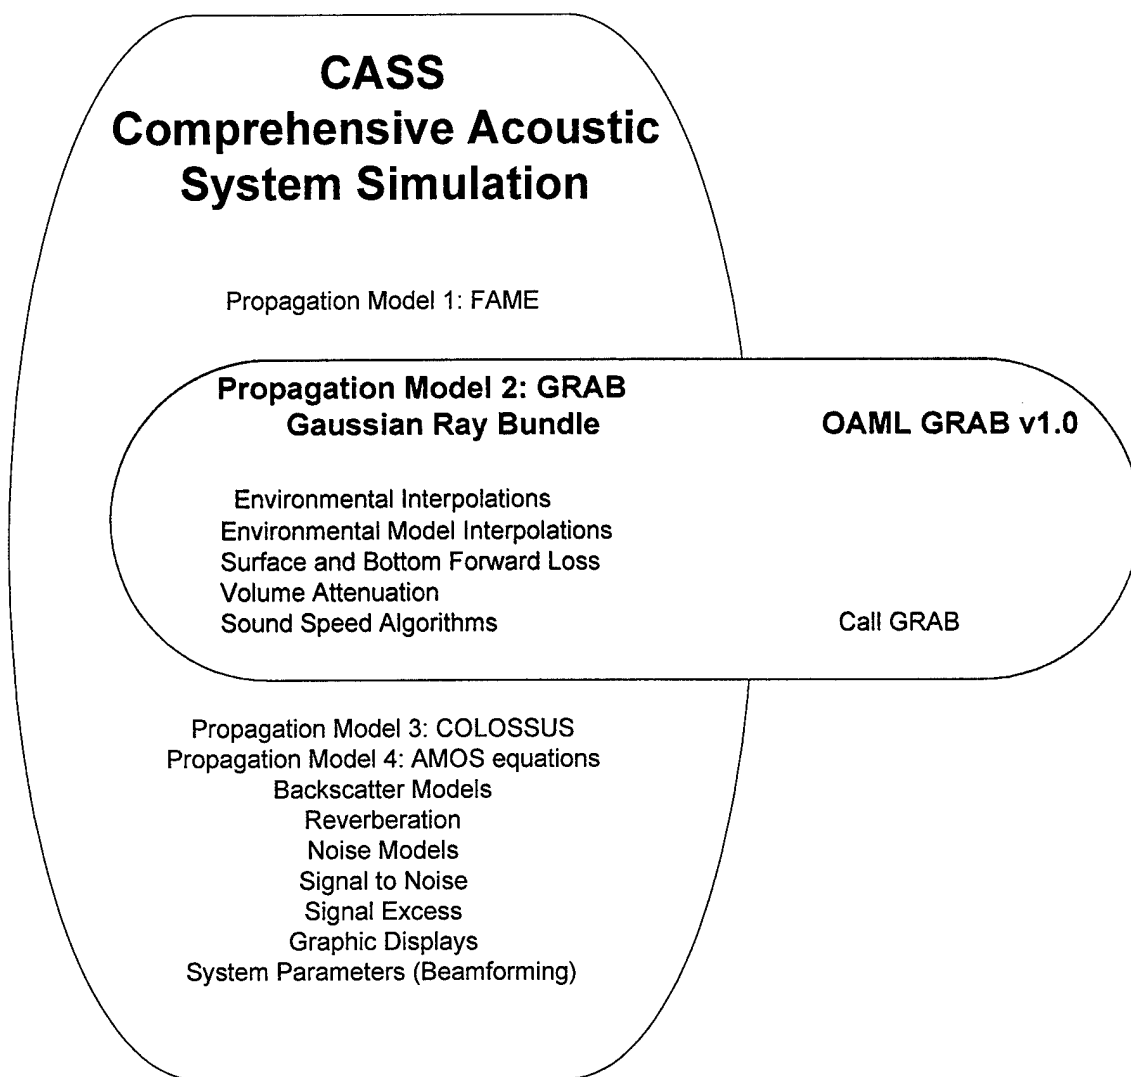 CASS
Comprehensive Acoustic
System Simulation
Propagation Model 1: FAME
Propagation Model 2: GRAB
Gaussian Ray Bundle
OAML GRAB v1.0
Environmental Interpolations
Environmental Model Interpolations
Surface and Bottom Forward Loss
Volume Attenuation
Sound Speed Algorithms
Call GRAB
Propagation Model 3: COLOSSUS
Propagation Model 4: AMOS equations
Backscatter Models
Reverberation
Noise Models
Signal to Noise
Signal Excess
Graphic Displays
System Parameters (Beamforming)